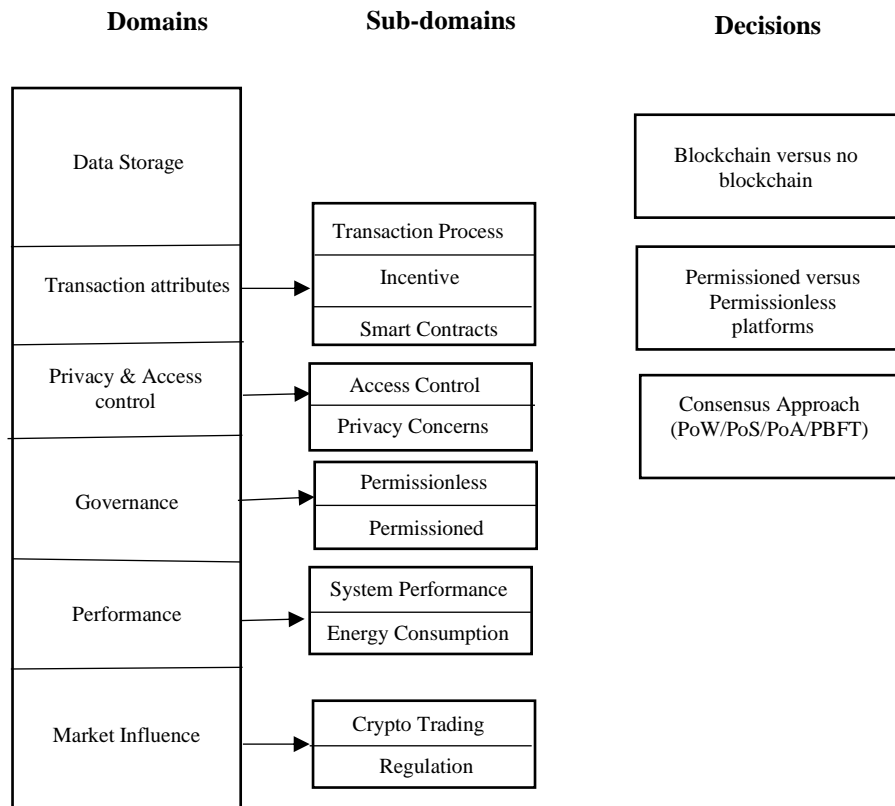 Domains
Sub-domains
Decisions
Data Storage
Transaction attributes
Privacy & Access
control
Governance
Performance
Market Influence
Transaction Process
Incentive
Smart Contracts
Access Control
Privacy Concerns
Permissionless
Permissioned
System Performance
Energy Consumption
Crypto Trading
Regulation
Blockchain versus no
blockchain
Permissioned versus
Permissionless
platforms
Consensus Approach
(PoW/PoS/PoA/PBFT)